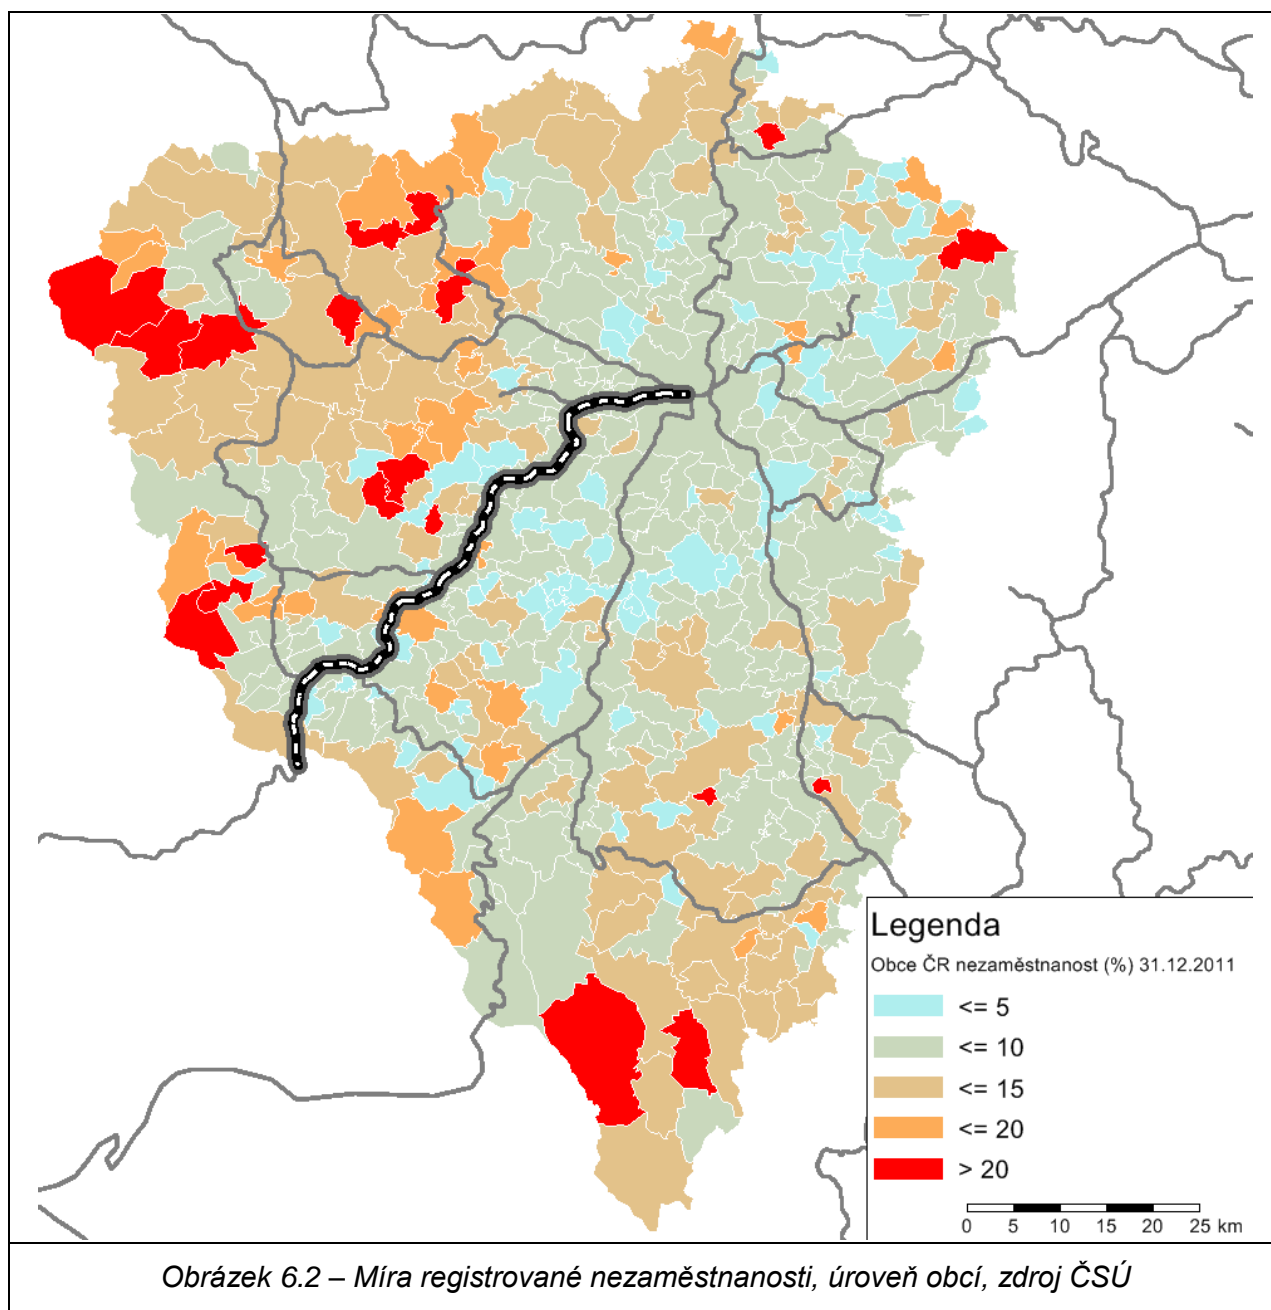 Legenda
Obce ČR nezaměstnanost (%) 31.12.2011
<= 5
<= 10
<= 15
<= 20
> 20
0 5 10 15 20 25 km
Obrázek 6.2 – Míra registrované nezaměstnanosti, úroveň obcí, zdroj ČSÚ